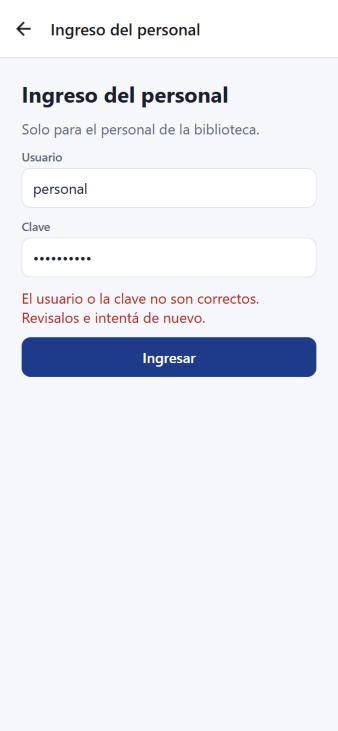 Ingreso del personal
Ingreso del personal
Solo para el personal de la biblioteca.
Usuario
personal
Clave
••••••••••
El usuario o la clave no son correctos.
Revisalos e intentá de nuevo.
Ingresar